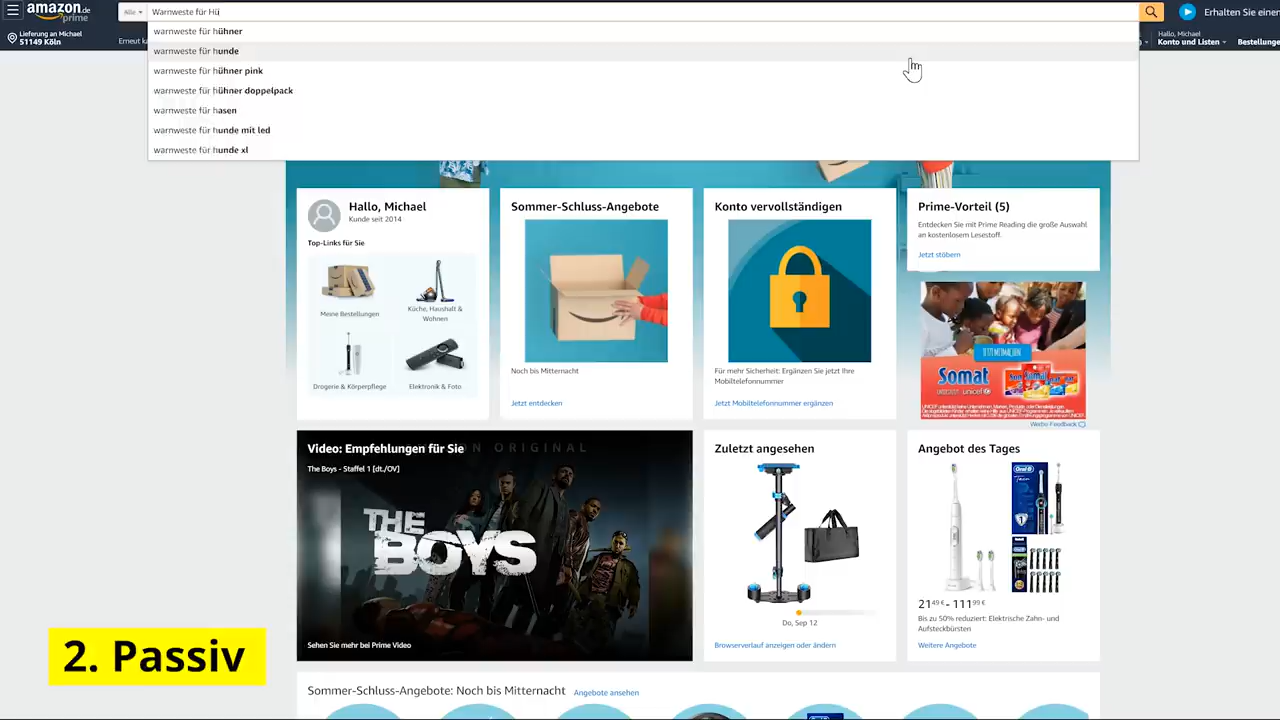 amazon.de
prime
Alle
Warnweste für Hü
Erhalten Sie einen
Lieferung an Michael
51149 Köln
Erneut
Hallo, Michael
Konto und Listen
Bestellungen
warnweste für hühner
warnweste für hunde
warnweste für hühner pink
warnweste für hühner doppelpack
warnweste für hasen
warnweste für hunde mit led
warnweste für hunde xl
Hallo, Michael
Kunde seit 2014
Top-Links für Sie
Meine Bestellungen
Küche, Haushalt &
Wohnen
Drogerie & Körperpflege
Elektronik & Foto
Sommer-Schluss-Angebote
Noch bis Mitternacht
Jetzt entdecken
Konto vervollständigen
Für mehr Sicherheit: Ergänzen Sie jetzt Ihre
Mobiltelefonnummer
Jetzt Mobiltelefonnummer ergänzen
Prime-Vorteil (5)
Entdecken Sie mit Prime Reading die große Auswahl
an kostenlosem Lesestoff.
Jetzt stöbern
JETZT MITMACHEN
Somat
unicef
Werbe Feedback
Video: Empfehlungen für Sie
N ORIGINAL
The Boys - Staffel 1 [dt./OV]
THE
BOYS
Sehen Sie mehr bei Prime Video
Zuletzt angesehen
Do, Sep 12
Browserverlauf anzeigen oder ändern
Angebot des Tages
Oral-B
21,49 € - 111,99 €
Bis zu 50% reduziert: Elektrische Zahn- und
Aufsteckbürsten
Weitere Angebote
2. Passiv
Sommer-Schluss-Angebote: Noch bis Mitternacht Angebote ansehen
Oral-B